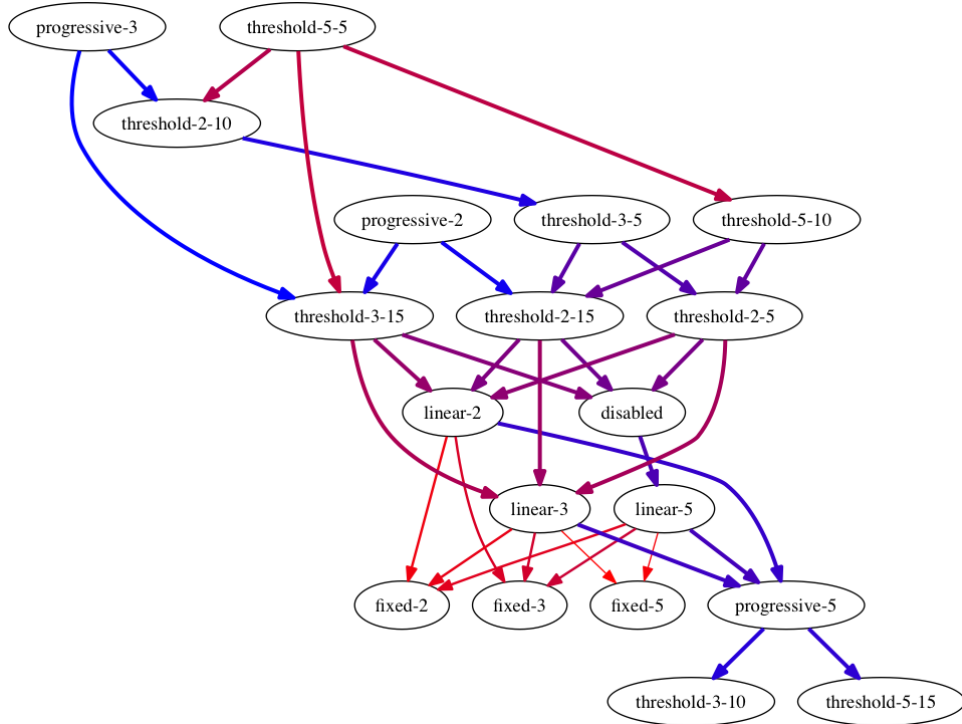 progressive-3
threshold-5-5
threshold-2-10
progressive-2
threshold-3-5
threshold-5-10
threshold-3-15
threshold-2-15
threshold-2-5
linear-2
disabled
linear-3
linear-5
fixed-2
fixed-3
fixed-5
progressive-5
threshold-3-10
threshold-5-15